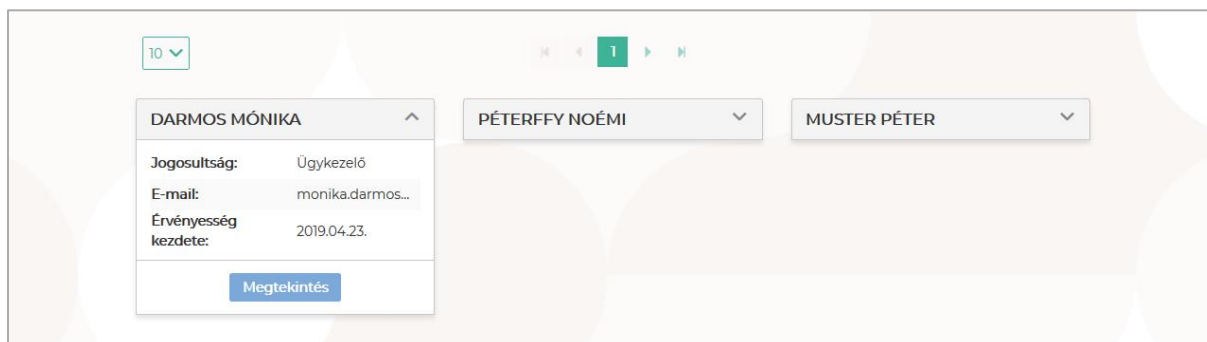 10
1
DARMOS MÓNIKA
PÉTERFFY NOÉMI
MUSTER PÉTER
Jogosultság: Ügykezelő
E-mail: monika.darmos...
Érvényesség
kezdete: 2019.04.23.
Megtekintés